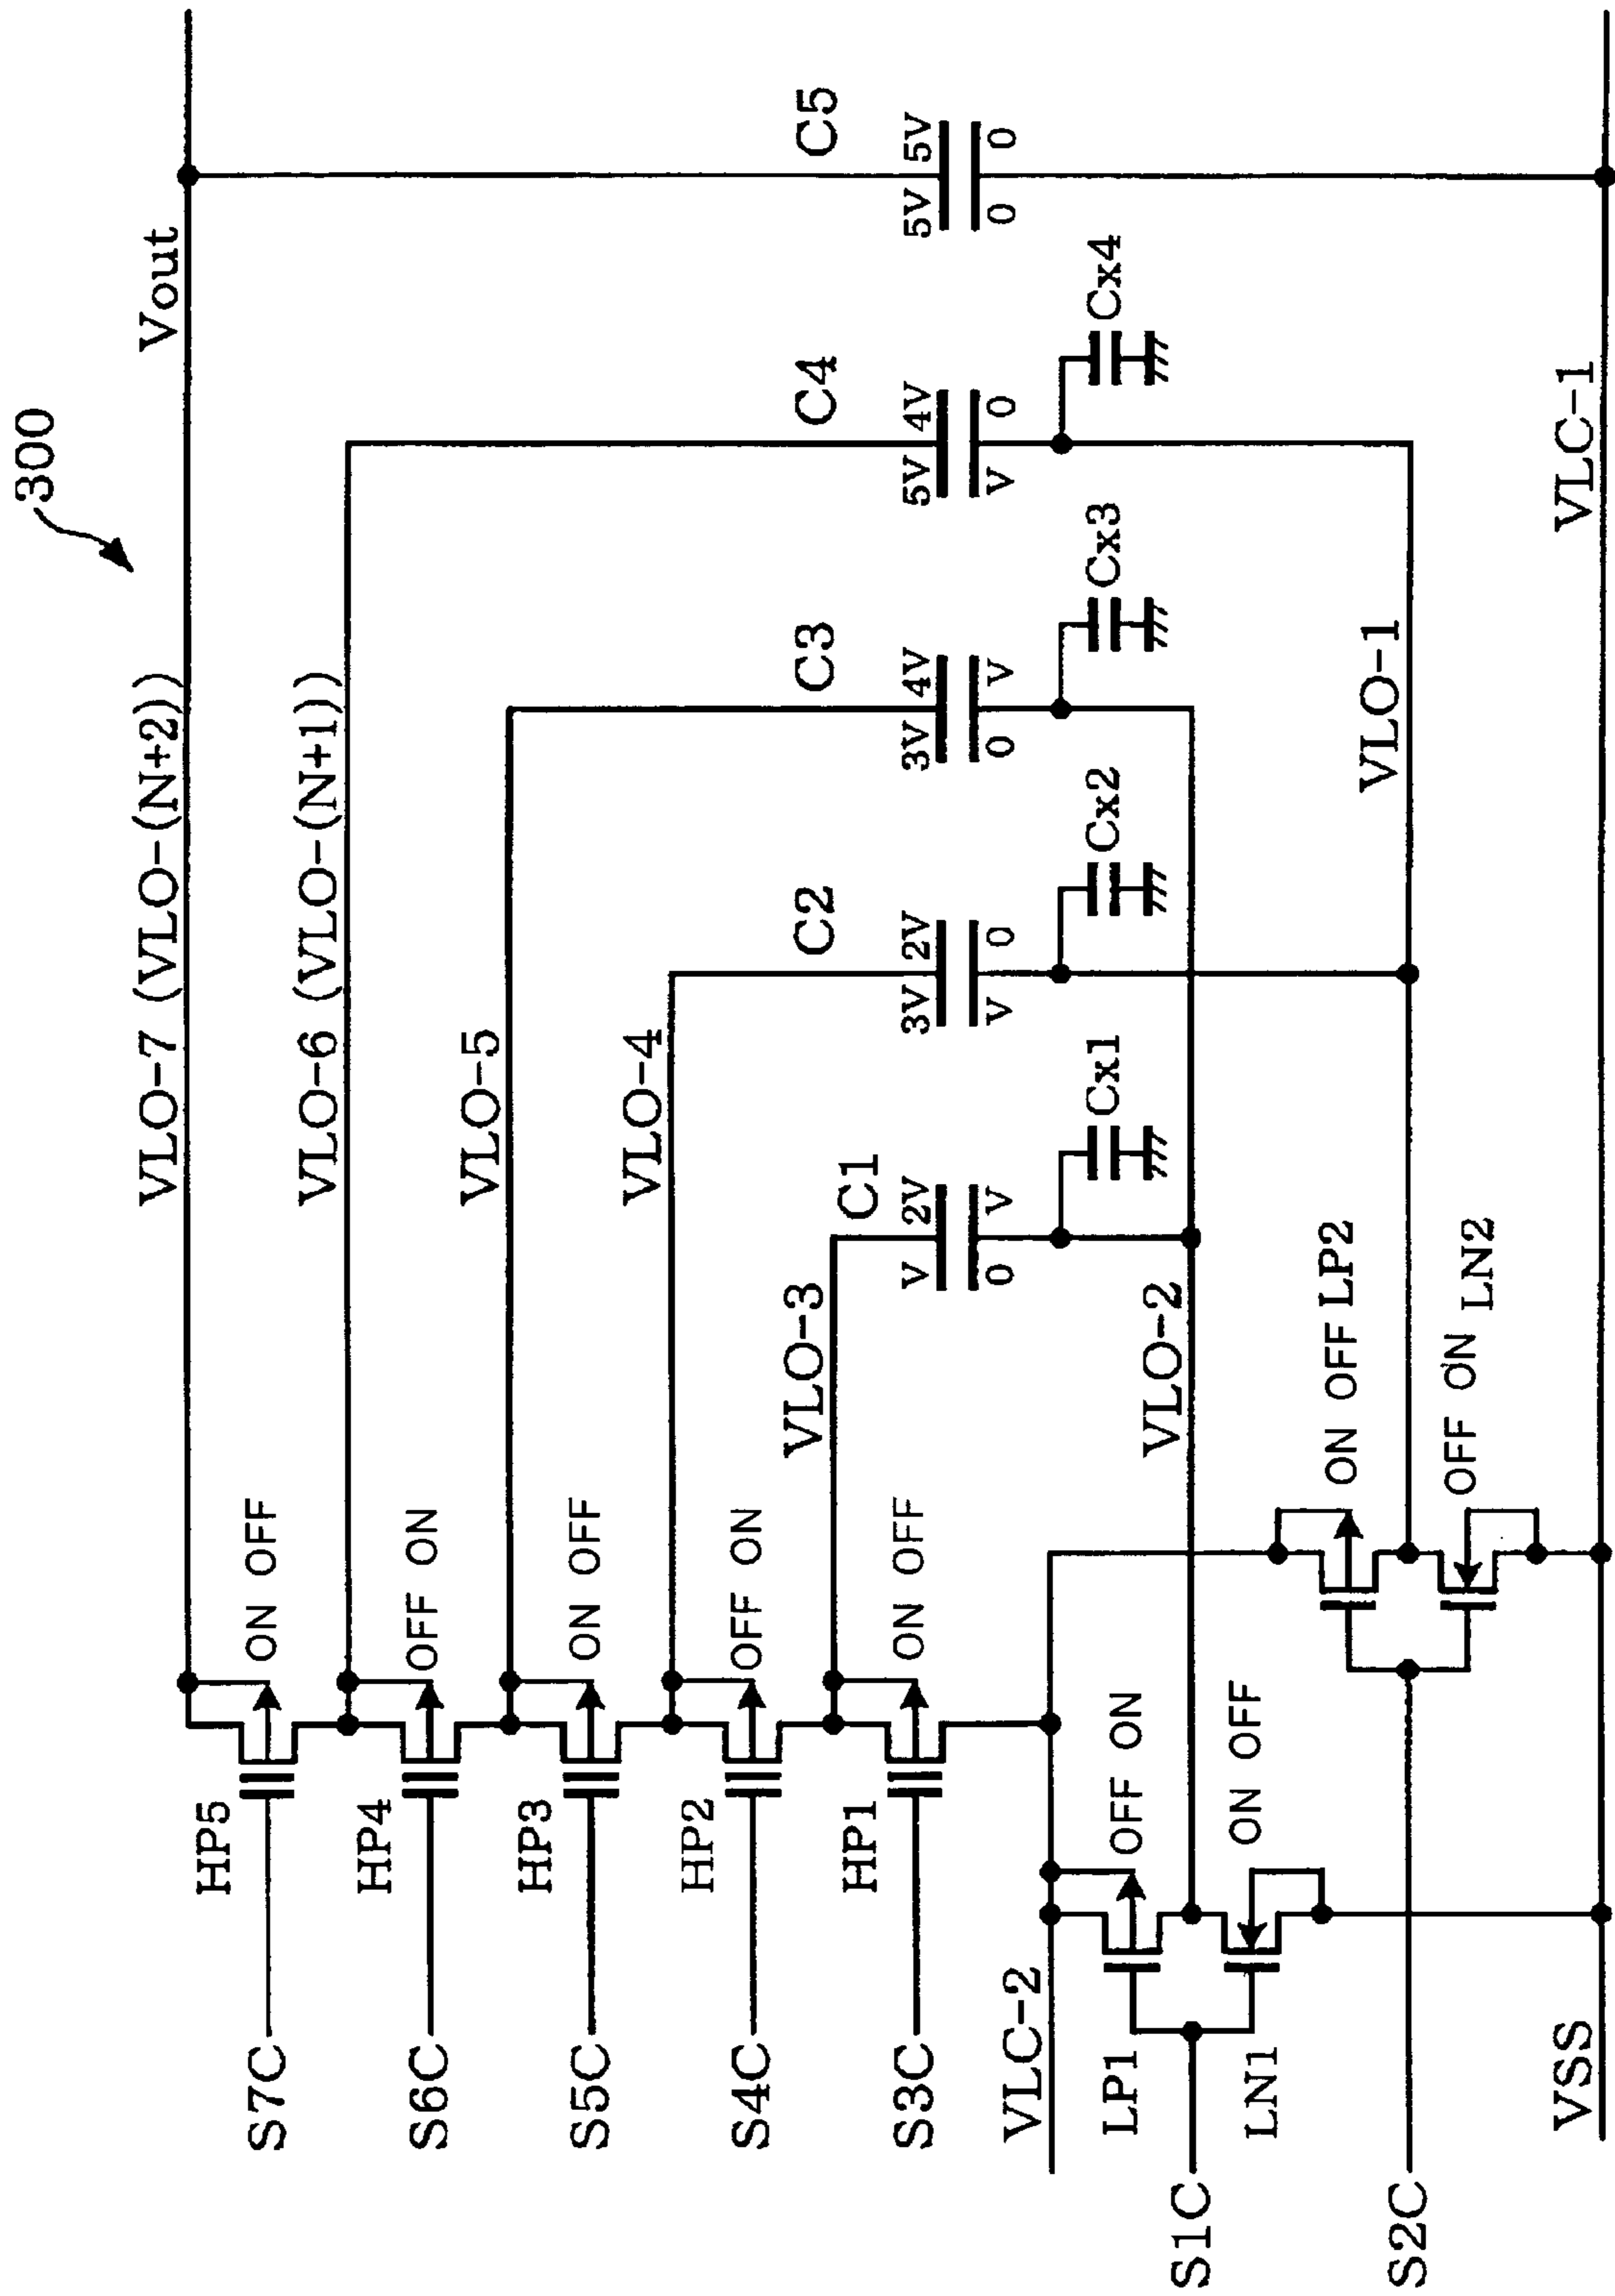 300
Vout
VLO-7 (VLO-(N+2))
VLO-6 (VLO-(N+1))
VLO-5
VLO-4
VLO-3
VLO-2
VLO-1
VLC-1
VLC-2
VSS
S7C
HP5
ON OFF
S6C
HP4
OFF ON
S5C
HP3
ON OFF
S4C
HP2
OFF ON
S3C
HP1
ON OFF
S1C
LP1
OFF ON
LN1
ON OFF
S2C
ON OFF LP2
OFF ON LN2
C1
V 2V
0 V
Cx1
C2
3V 2V
V 0
Cx2
C3
3V 4V
0 V
Cx3
C4
5V 4V
V 0
Cx4
C5
5V 5V
0 0